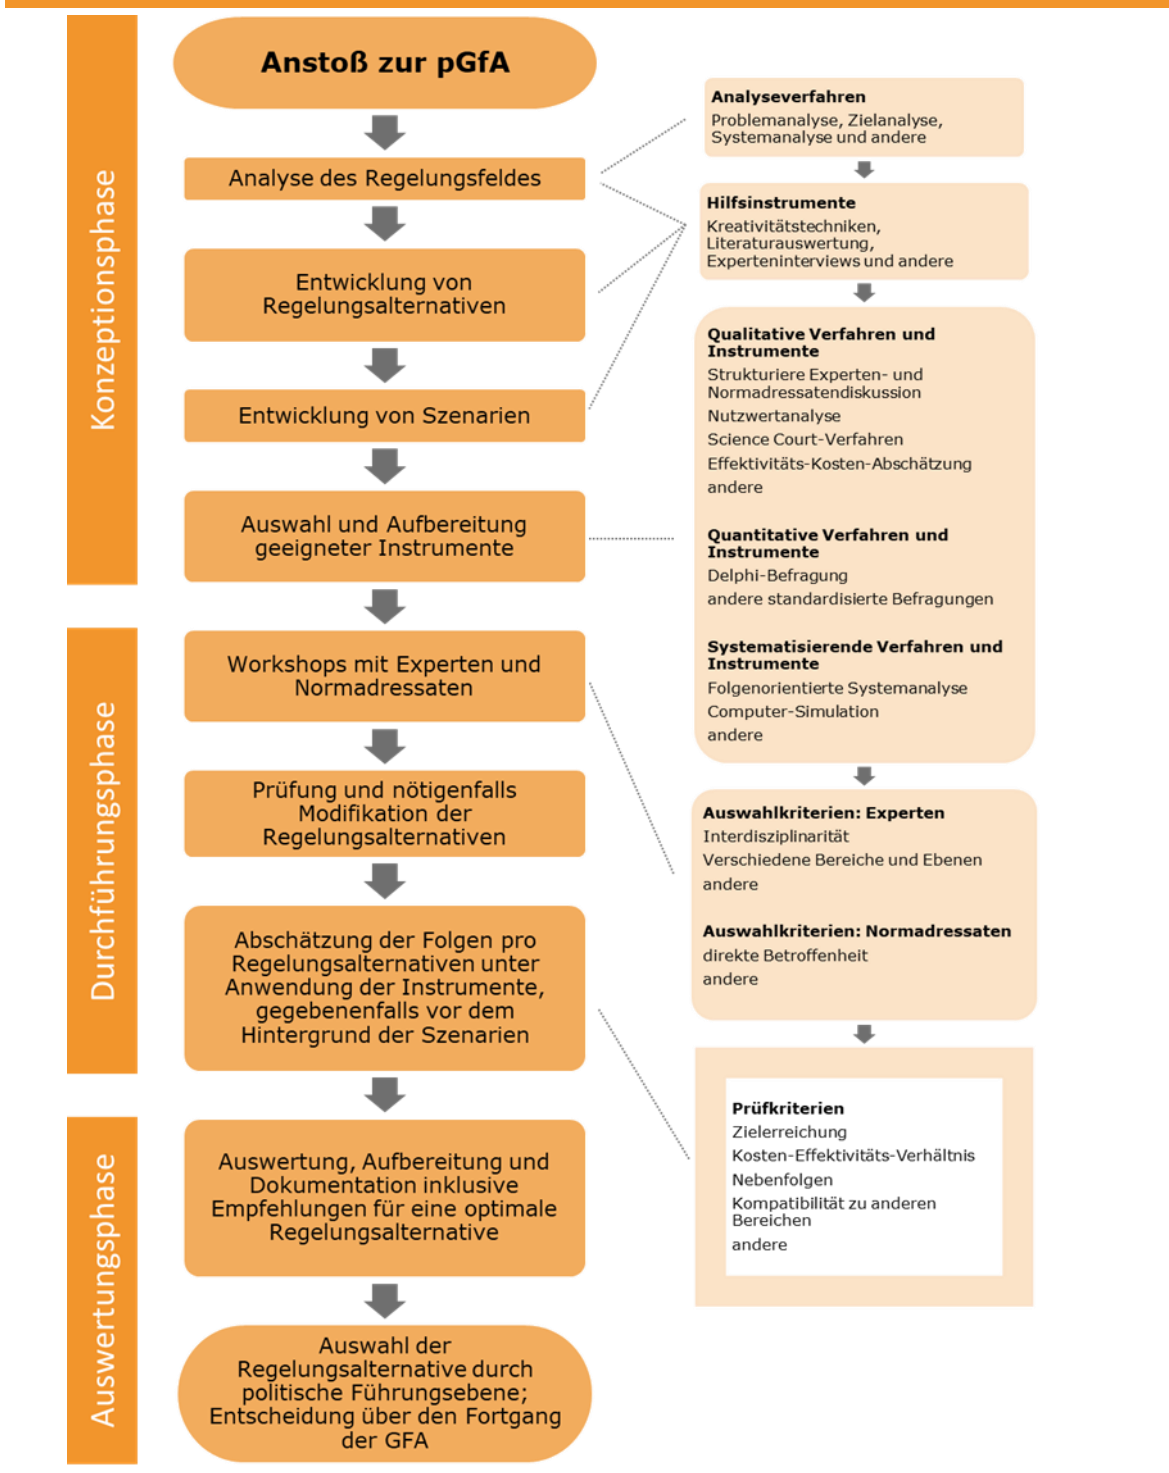 Konzeptionsphase
Anstoß zur pGfA
Analyse des Regelungsfeldes
Entwicklung von
Regelungsalternativen
Entwicklung von Szenarien
Auswahl und Aufbereitung
geeigneter Instrumente
Durchführungsphase
Workshops mit Experten und
Normadressaten
Prüfung und nötigenfalls
Modifikation der
Regelungsalternativen
Abschätzung der Folgen pro
Regelungsalternativen unter
Anwendung der Instrumente,
gegebenenfalls vor dem
Hintergrund der Szenarien
Auswertungsphase
Auswertung, Aufbereitung und
Dokumentation inklusive
Empfehlungen für eine optimale
Regelungsalternative
Auswahl der
Regelungsalternative durch
politische Führungsebene;
Entscheidung über den Fortgang
der GFA
Analyseverfahren
Problemanalyse, Zielanalyse,
Systemanalyse und andere
Hilfsinstrumente
Kreativitätstechniken,
Literaturauswertung,
Experteninterviews und andere
Qualitative Verfahren und
Instrumente
Strukturiere Experten- und
Normadressatendiskussion
Nutzwertanalyse
Science Court-Verfahren
Effektivitäts-Kosten-Abschätzung
andere
Quantitative Verfahren und
Instrumente
Delphi-Befragung
andere standardisierte Befragungen
Systematisierende Verfahren und
Instrumente
Folgenorientierte Systemanalyse
Computer-Simulation
andere
Auswahlkriterien: Experten
Interdisziplinarität
Verschiedene Bereiche und Ebenen
andere
Auswahlkriterien: Normadressaten
direkte Betroffenheit
andere
Prüfkriterien
Zielerreichung
Kosten-Effektivitäts-Verhältnis
Nebenfolgen
Kompatibilität zu anderen
Bereichen
andere